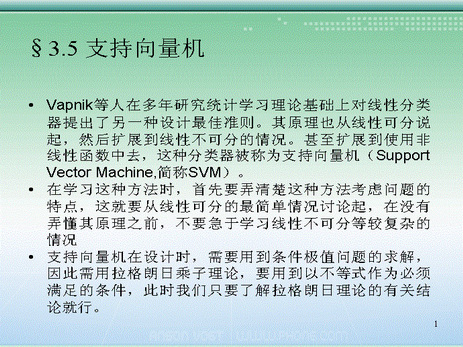 §3.5 支持向量机
• Vapnik等人在多年研究统计学习理论基础上对线性分类
器提出了另一种设计最佳准则。其原理也从线性可分说
起，然后扩展到线性不可分的情况。甚至扩展到使用非
线性函数中去，这种分类器被称为支持向量机（Support
Vector Machine,简称SVM）。
• 在学习这种方法时，首先要弄清楚这种方法考虑问题的
特点，这就要从线性可分的最简单情况讨论起，在没有
弄懂其原理之前，不要急于学习线性不可分等较复杂的
情况
• 支持向量机在设计时，需要用到条件极值问题的求解，
因此需用拉格朗日乘子理论，要用到以不等式作为必须
满足的条件，此时我们只要了解拉格朗日理论的有关结
论就行。
1